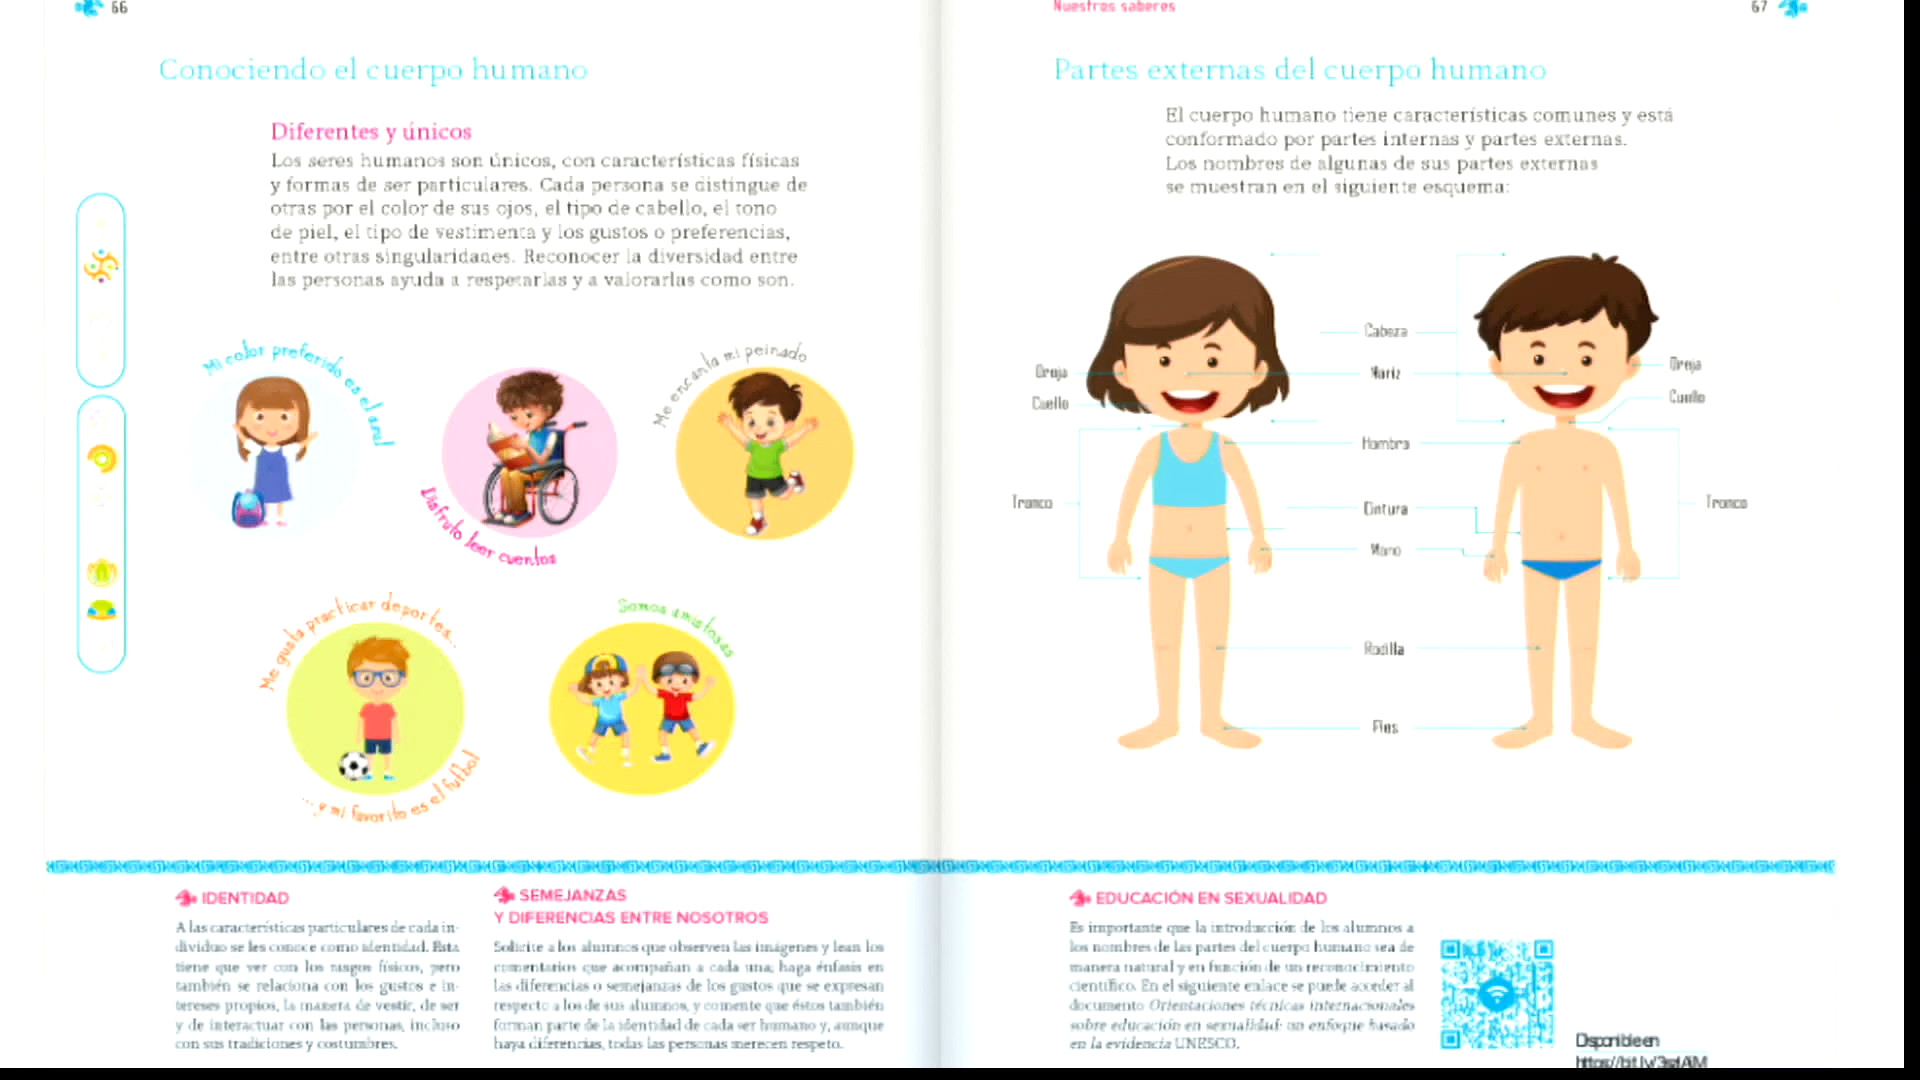 66
Conociendo el cuerpo humano
Diferentes y únicos
Los seres humanos son únicos, con características físicas
y formas de ser particulares. Cada persona se distingue de
otras por el color de sus ojos, el tipo de cabello, el tono
de piel, el tipo de vestimenta y los gustos o preferencias,
entre otras singularidades. Reconocer la diversidad entre
las personas ayuda a respetarlas y a valorarlas como son.
Mi color preferido es el azul
Disfruto leer cuentos
Me encanta mi peinado
Me gusta practicar deportes...
...y mi favorito es el futbol
Somos amistosas
IDENTIDAD
A las características particulares de cada in-
dividuo se les conoce como identidad. Esta
tiene que ver con los rasgos físicos, pero
también se relaciona con los gustos e in-
tereses propios, la manera de vestir, de ser
y de interactuar con las personas, incluso
con sus tradiciones y costumbres.
SEMEJANZAS
Y DIFERENCIAS ENTRE NOSOTROS
Solicite a los alumnos que observen las imágenes y lean los
comentarios que acompañan a cada una; haga énfasis en
las diferencias o semejanzas de los gustos que se expresan
respecto a los de sus alumnos, y comente que éstos también
forman parte de la identidad de cada ser humano y, aunque
haya diferencias, todas las personas merecen respeto.
Nuestros saberes
67
Partes externas del cuerpo humano
El cuerpo humano tiene características comunes y está
conformado por partes internas y partes externas.
Los nombres de algunas de sus partes externas
se muestran en el siguiente esquema:
Cabeza
Oreja
Nariz
Oreja
Cuello
Cuello
Hombro
Tronco
Cintura
Tronco
Mano
Rodilla
Pies
EDUCACIÓN EN SEXUALIDAD
Es importante que la introducción de los alumnos a
los nombres de las partes del cuerpo humano sea de
manera natural y en función de un reconocimiento
científico. En el siguiente enlace se puede acceder al
documento Orientaciones técnicas internacionales
sobre educación en sexualidad: un enfoque basado
en la evidencia UNESCO.
Disponible en